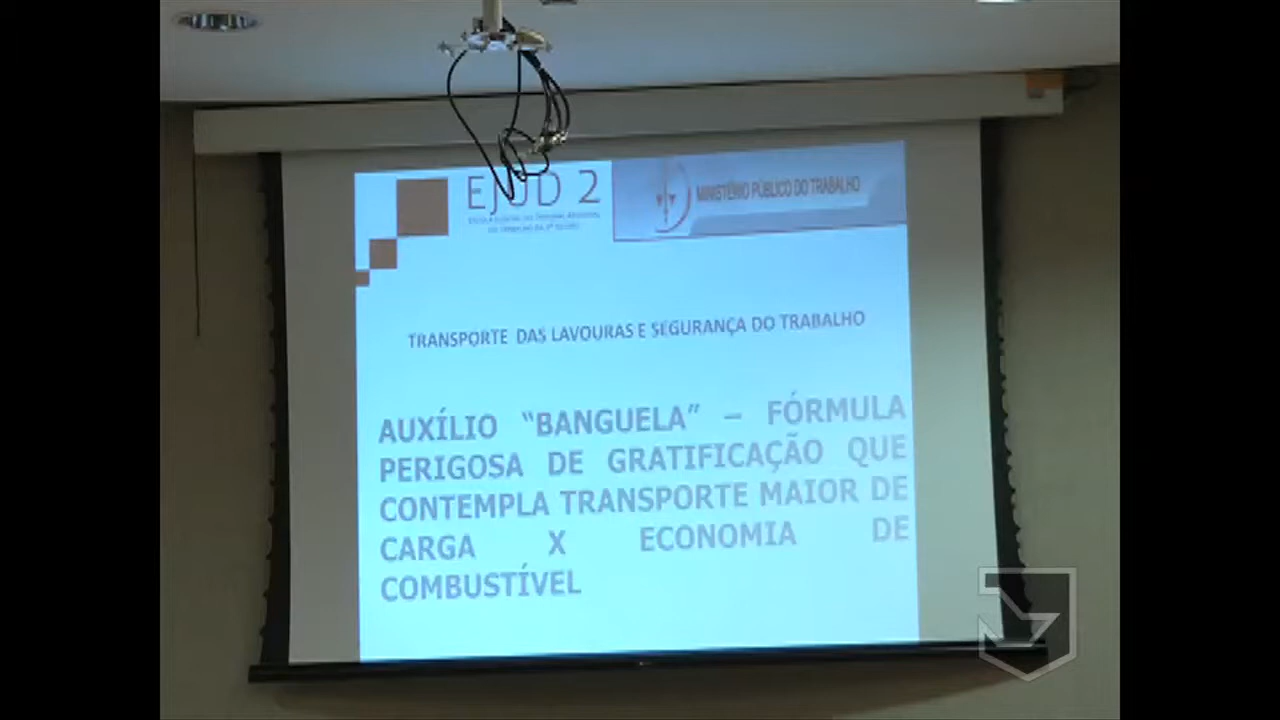 EJUD 2
MINISTÉRIO PÚBLICO DO TRABALHO
TRANSPORTE DAS LAVOURAS E SEGURANÇA DO TRABALHO
AUXÍLIO “BANGUELA” – FÓRMULA
PERIGOSA DE GRATIFICAÇÃO QUE
CONTEMPLA TRANSPORTE MAIOR DE
CARGA X ECONOMIA DE
COMBUSTÍVEL